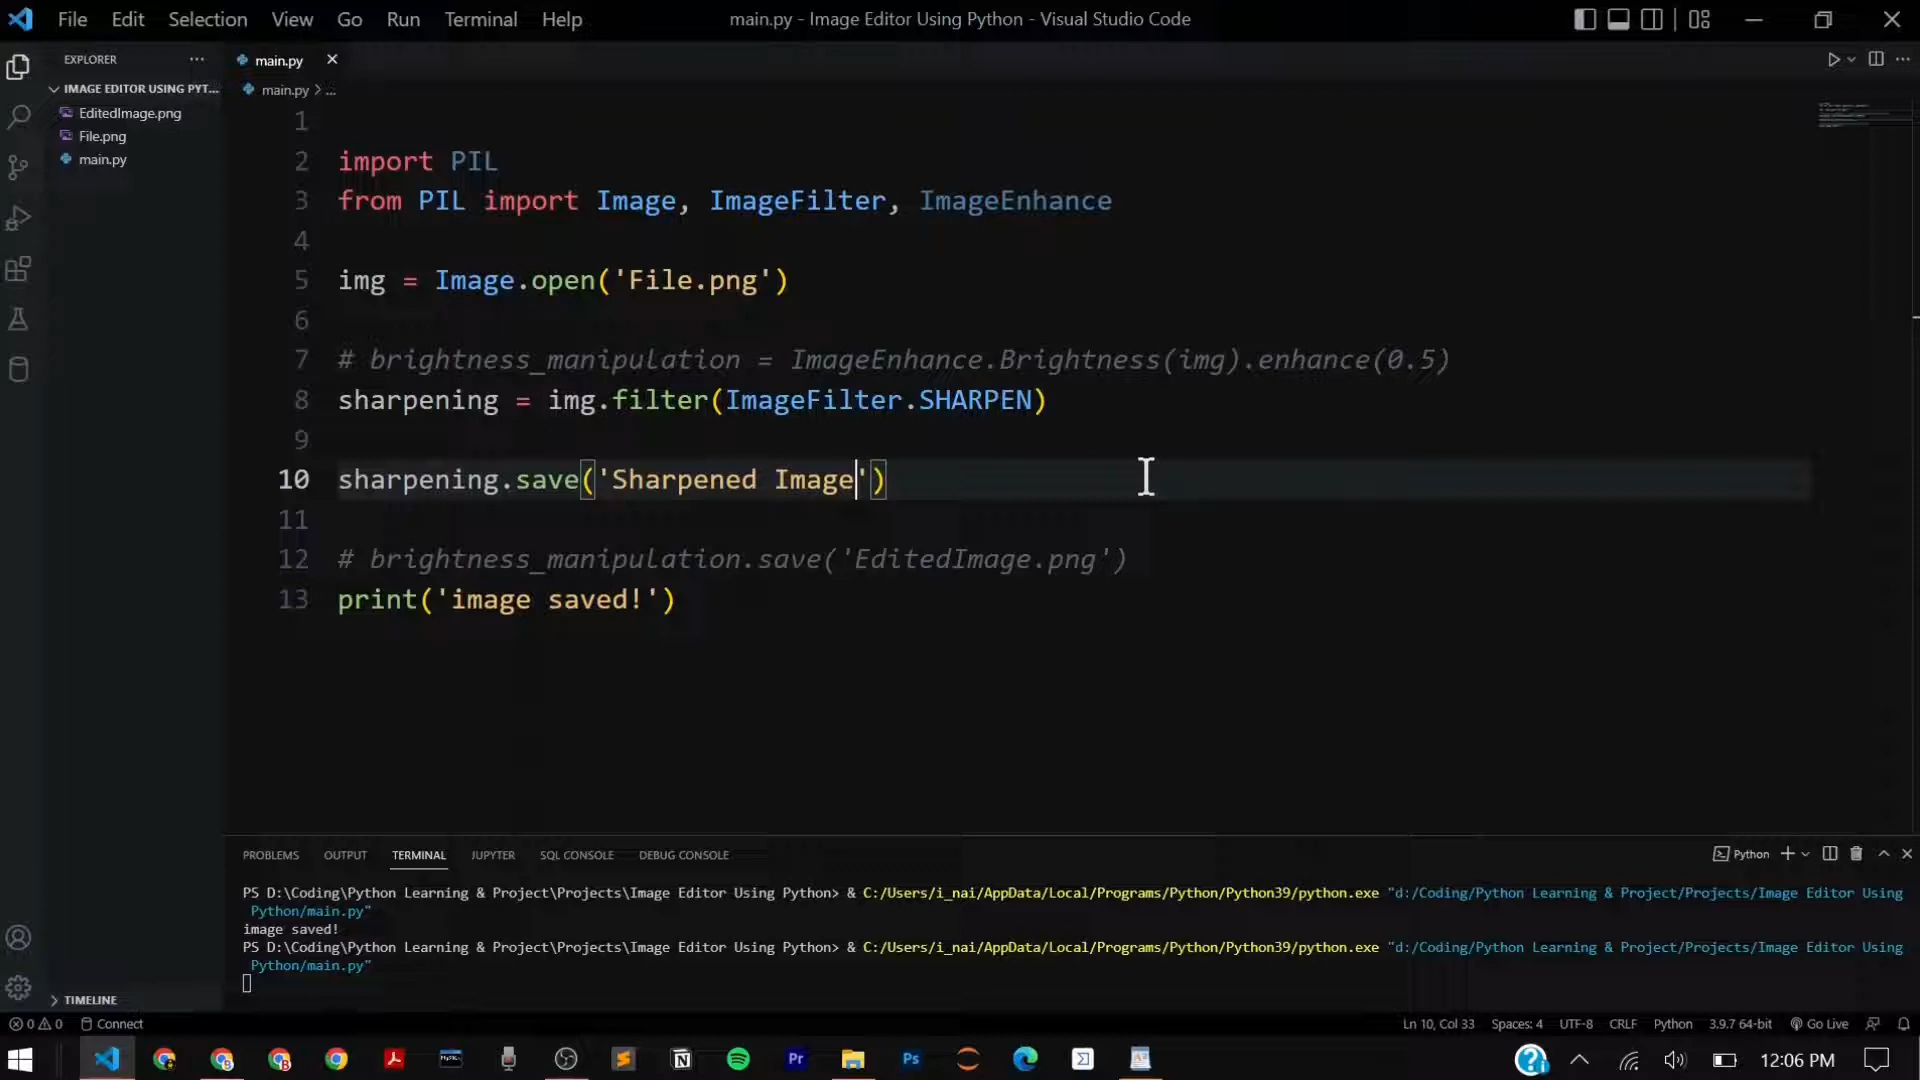 File Edit Selection View Go Run Terminal Help
main.py - Image Editor Using Python - Visual Studio Code
EXPLORER
IMAGE EDITOR USING PYT...
EditedImage.png
File.png
main.py
main.py
main.py > ...
1
2 import PIL
3 from PIL import Image, ImageFilter, ImageEnhance
4
5 img = Image.open('File.png')
6
7 # brightness_manipulation = ImageEnhance.Brightness(img).enhance(0.5)
8 sharpening = img.filter(ImageFilter.SHARPEN)
9
10 sharpening.save('Sharpened Image')
11
12 # brightness_manipulation.save('EditedImage.png')
13 print('image saved!')
PROBLEMS OUTPUT TERMINAL JUPYTER SQL CONSOLE DEBUG CONSOLE
Python
PS D:\Coding\Python Learning & Project\Projects\Image Editor Using Python> & C:/Users/i_nai/AppData/Local/Programs/Python/Python39/python.exe "d:/Coding/Python Learning & Project/Projects/Image Editor Using
Python/main.py"
image saved!
PS D:\Coding\Python Learning & Project\Projects\Image Editor Using Python> & C:/Users/i_nai/AppData/Local/Programs/Python/Python39/python.exe "d:/Coding/Python Learning & Project/Projects/Image Editor Using
Python/main.py"
TIMELINE
0 0 Connect
Ln 10, Col 33 Spaces: 4 UTF-8 CRLF Python 3.9.7 64-bit Go Live
Pr Ps
12:06 PM